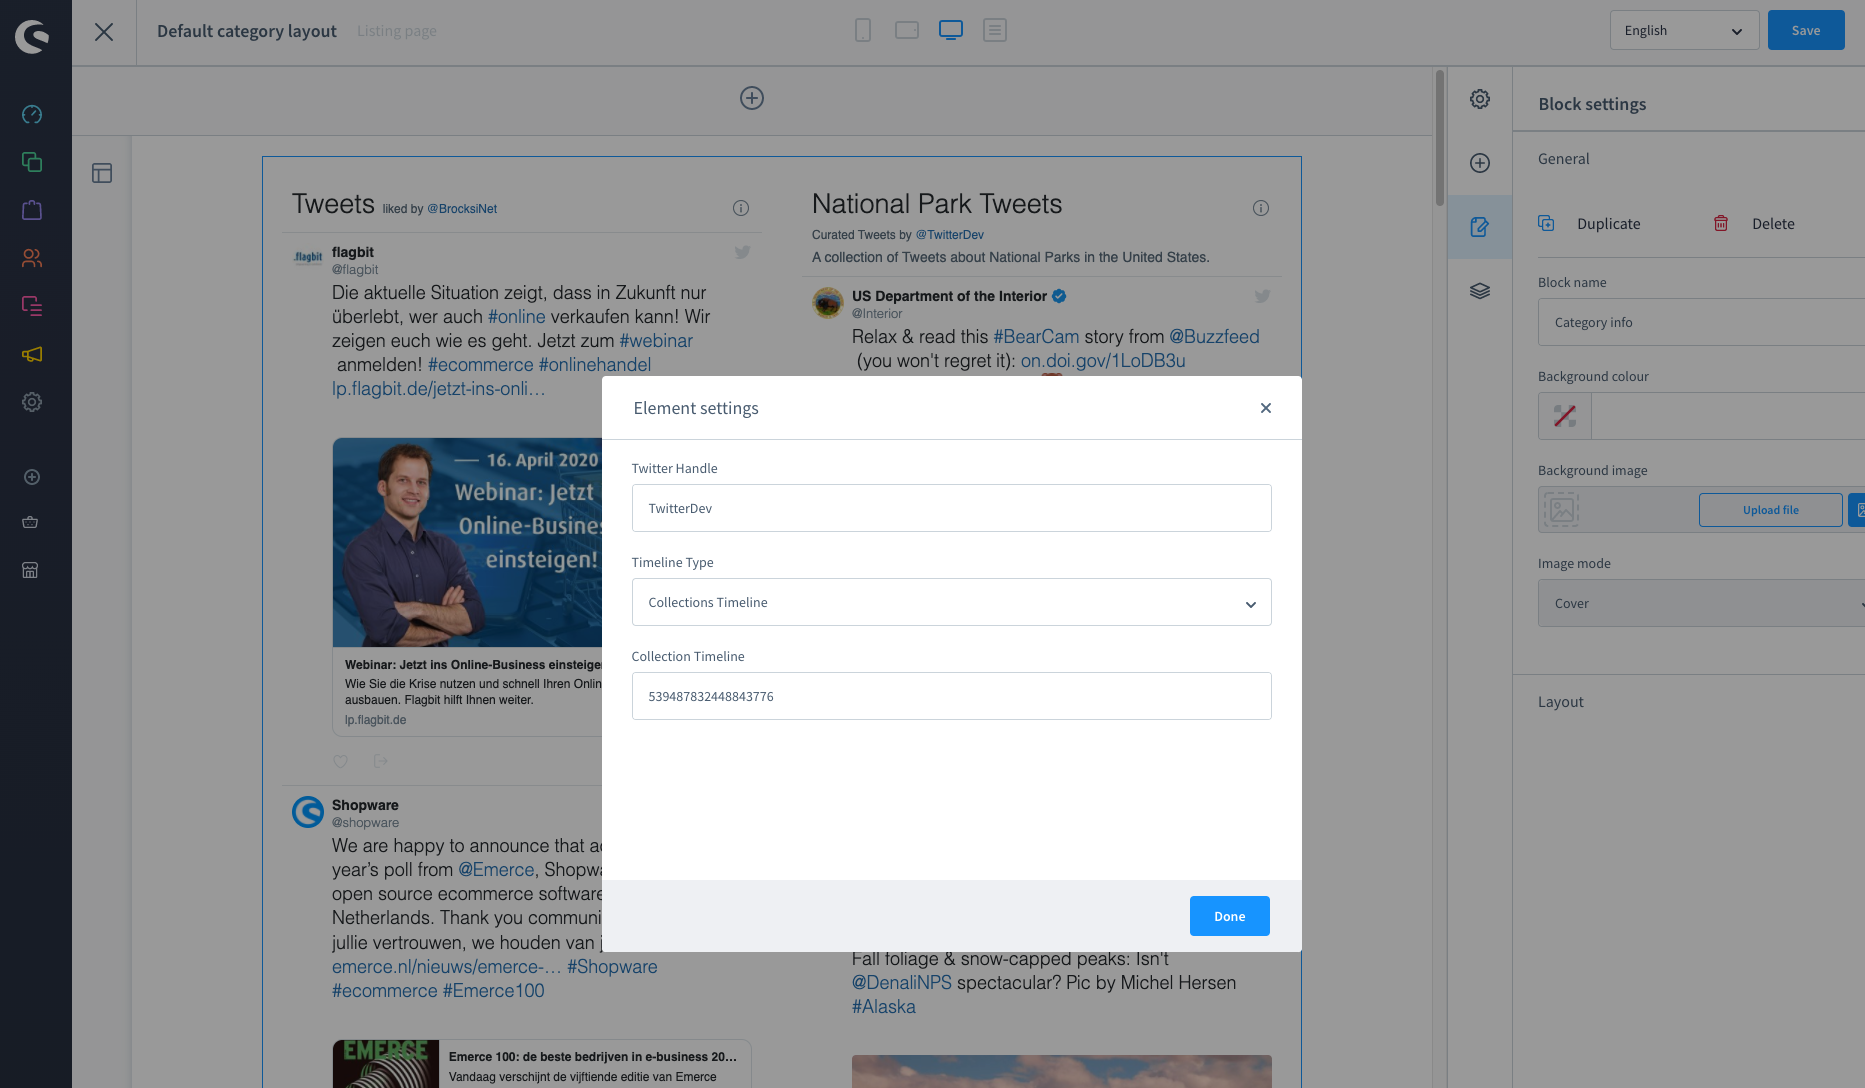 Default category layout
Listing page
English
Save
Tweets liked by @BrocksiNet
flagbit
flagbit
@flagbit
Die aktuelle Situation zeigt, dass in Zukunft nur
überlebt, wer auch #online verkaufen kann! Wir
zeigen euch wie es geht. Jetzt zum #webinar
anmelden! #ecommerce #onlinehandel
lp.flagbit.de/jetzt-ins-onli…
16. April 2020
Webinar: Jetzt
Online-Busines
einsteigen!
Webinar: Jetzt ins Online-Business einsteigen
Wie Sie die Krise nutzen und schnell Ihren Onlin
ausbauen. Flagbit hilft Ihnen weiter.
lp.flagbit.de
Shopware
@shopware
We are happy to announce that ac
year's poll from @Emerce, Shopwa
open source ecommerce software
Netherlands. Thank you communi
jullie vertrouwen, we houden van j
emerce.nl/nieuws/emerce-… #Shopware
#ecommerce #Emerce100
EMERCE
Emerce 100: de beste bedrijven in e-business 20…
Vandaag verschijnt de vijftiende editie van Emerce
National Park Tweets
Curated Tweets by @TwitterDev
A collection of Tweets about National Parks in the United States.
US Department of the Interior
@Interior
Relax & read this #BearCam story from @Buzzfeed
(you won't regret it): on.doi.gov/1LoDB3u
Fall foliage & snow-capped peaks: Isn't
@DenaliNPS spectacular? Pic by Michel Hersen
#Alaska
Element settings
Twitter Handle
TwitterDev
Timeline Type
Collections Timeline
Collection Timeline
539487832448843776
Done
Block settings
General
Duplicate
Delete
Block name
Category info
Background colour
Background image
Upload file
Image mode
Cover
Layout